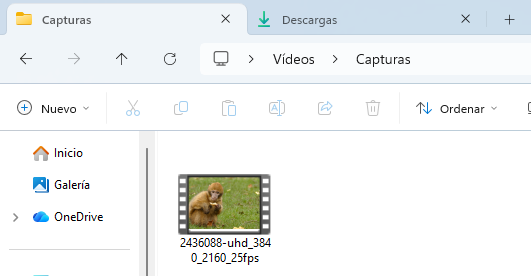 Capturas
Descargas
Vídeos
Capturas
Nuevo
Ordenar
Inicio
Galería
OneDrive
2436088-uhd_384
0_2160_25fps